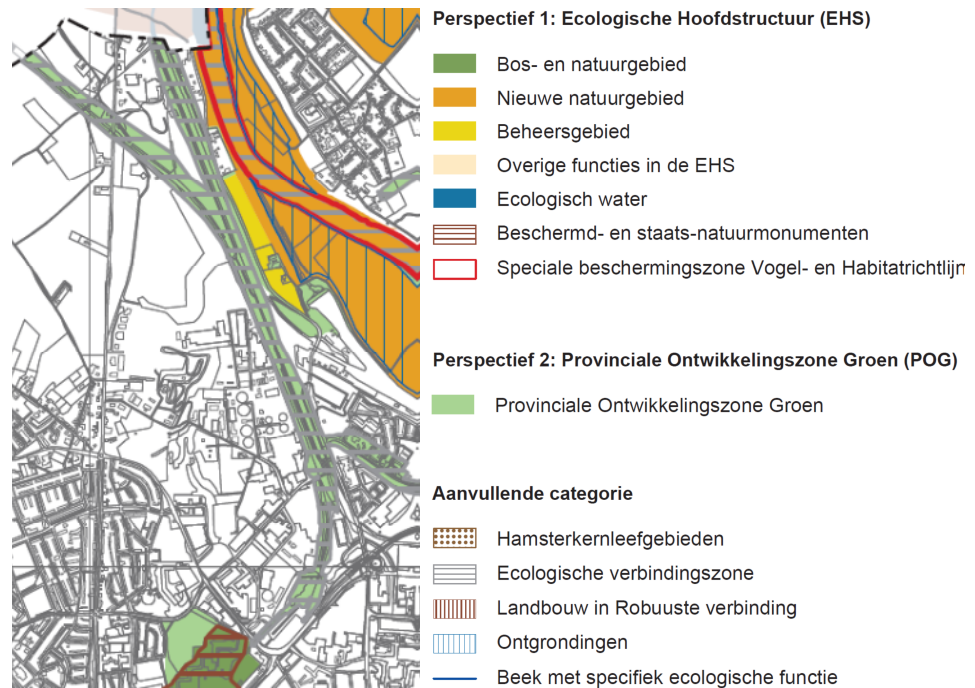 Perspectief 1: Ecologische Hoofdstructuur (EHS)
Bos- en natuurgebied
Nieuwe natuurgebied
Beheersgebied
Overige functies in de EHS
Ecologisch water
Beschermd- en staats-natuurmonumenten
Speciale beschermingszone Vogel- en Habitatrichtlijn
Perspectief 2: Provinciale Ontwikkelingszone Groen (POG)
Provinciale Ontwikkelingszone Groen
Aanvullende categorie
Hamsterkernleefgebieden
Ecologische verbindingszone
Landbouw in Robuuste verbinding
Ontgrondingen
Beek met specifiek ecologische functie